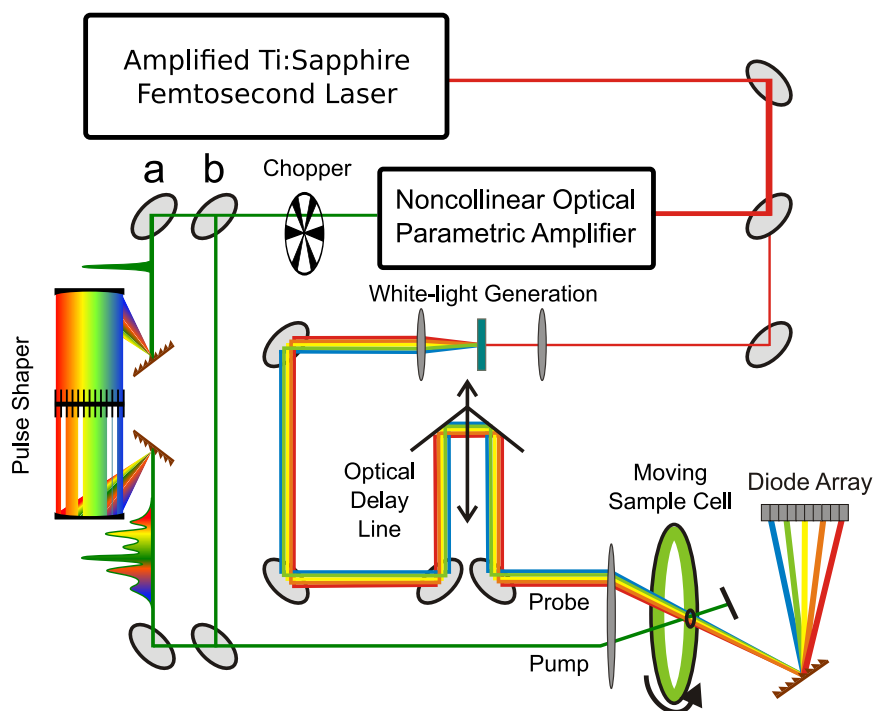 Amplified Ti:Sapphire
Femtosecond Laser
a
b
Chopper
Noncollinear Optical
Parametric Amplifier
White-light Generation
Pulse Shaper
Optical
Delay
Line
Moving
Sample Cell
Diode Array
Probe
Pump